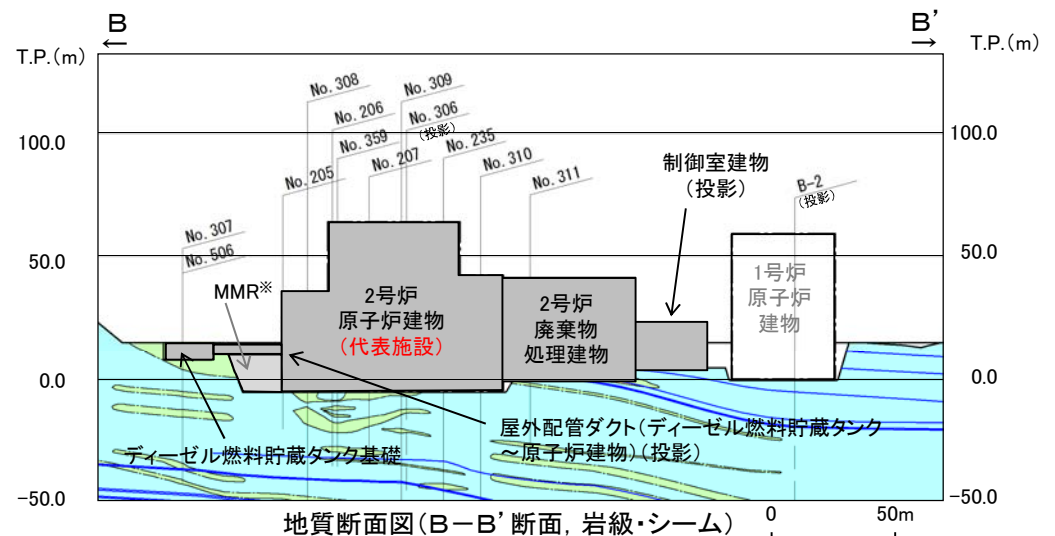 B
B’
T.P.(m)
T.P.(m)
No. 308
No. 309
No. 206
No. 306
(投影)
No. 359
No. 235
No. 205
No. 207
No. 310
No. 311
制御室建物
(投影)
B-2
(投影)
100.0
100.0
No. 307
No. 506
50.0
50.0
MMR※
2号炉
原子炉建物
(代表施設)
2号炉
廃棄物
処理建物
1号炉
原子炉
建物
0.0
0.0
ディーゼル燃料貯蔵タンク基礎
屋外配管ダクト(ディーゼル燃料貯蔵タンク
~原子炉建物)(投影)
-50.0
-50.0
地質断面図(B-B’断面,岩級・シーム)
0 50m